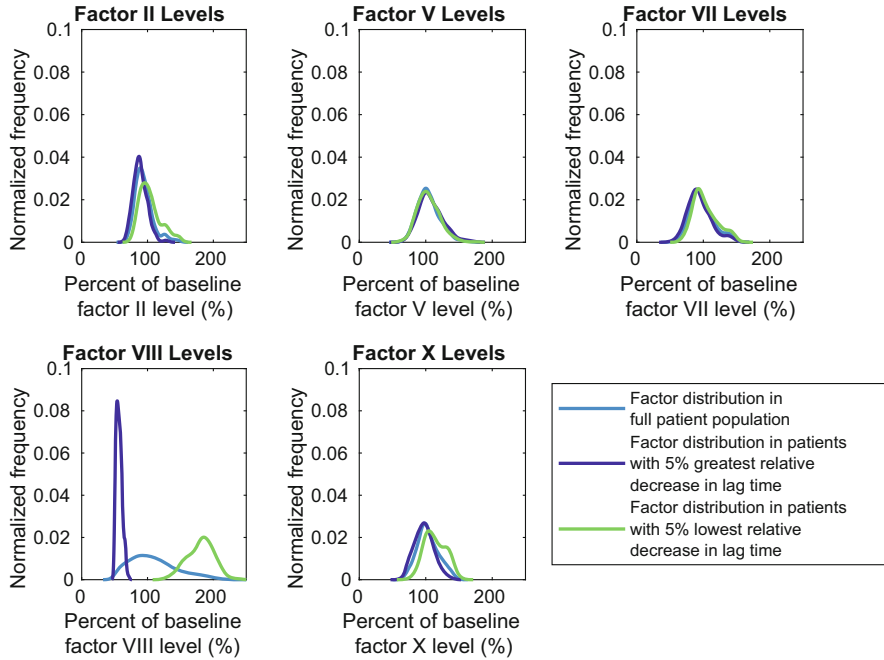 Factor II Levels
0.1
0.08
0.06
0.04
0.02
0
0 100 200
Normalized frequency
Percent of baseline
factor II level (%)
Factor V Levels
0.1
0.08
0.06
0.04
0.02
0
0 100 200
Normalized frequency
Percent of baseline
factor V level (%)
Factor VII Levels
0.1
0.08
0.06
0.04
0.02
0
0 100 200
Normalized frequency
Percent of baseline
factor VII level (%)
Factor VIII Levels
0.1
0.08
0.06
0.04
0.02
0
0 100 200
Normalized frequency
Percent of baseline
factor VIII level (%)
Factor X Levels
0.1
0.08
0.06
0.04
0.02
0
0 100 200
Normalized frequency
Percent of baseline
factor X level (%)
Factor distribution in
full patient population
Factor distribution in patients
with 5% greatest relative
decrease in lag time
Factor distribution in patients
with 5% lowest relative
decrease in lag time